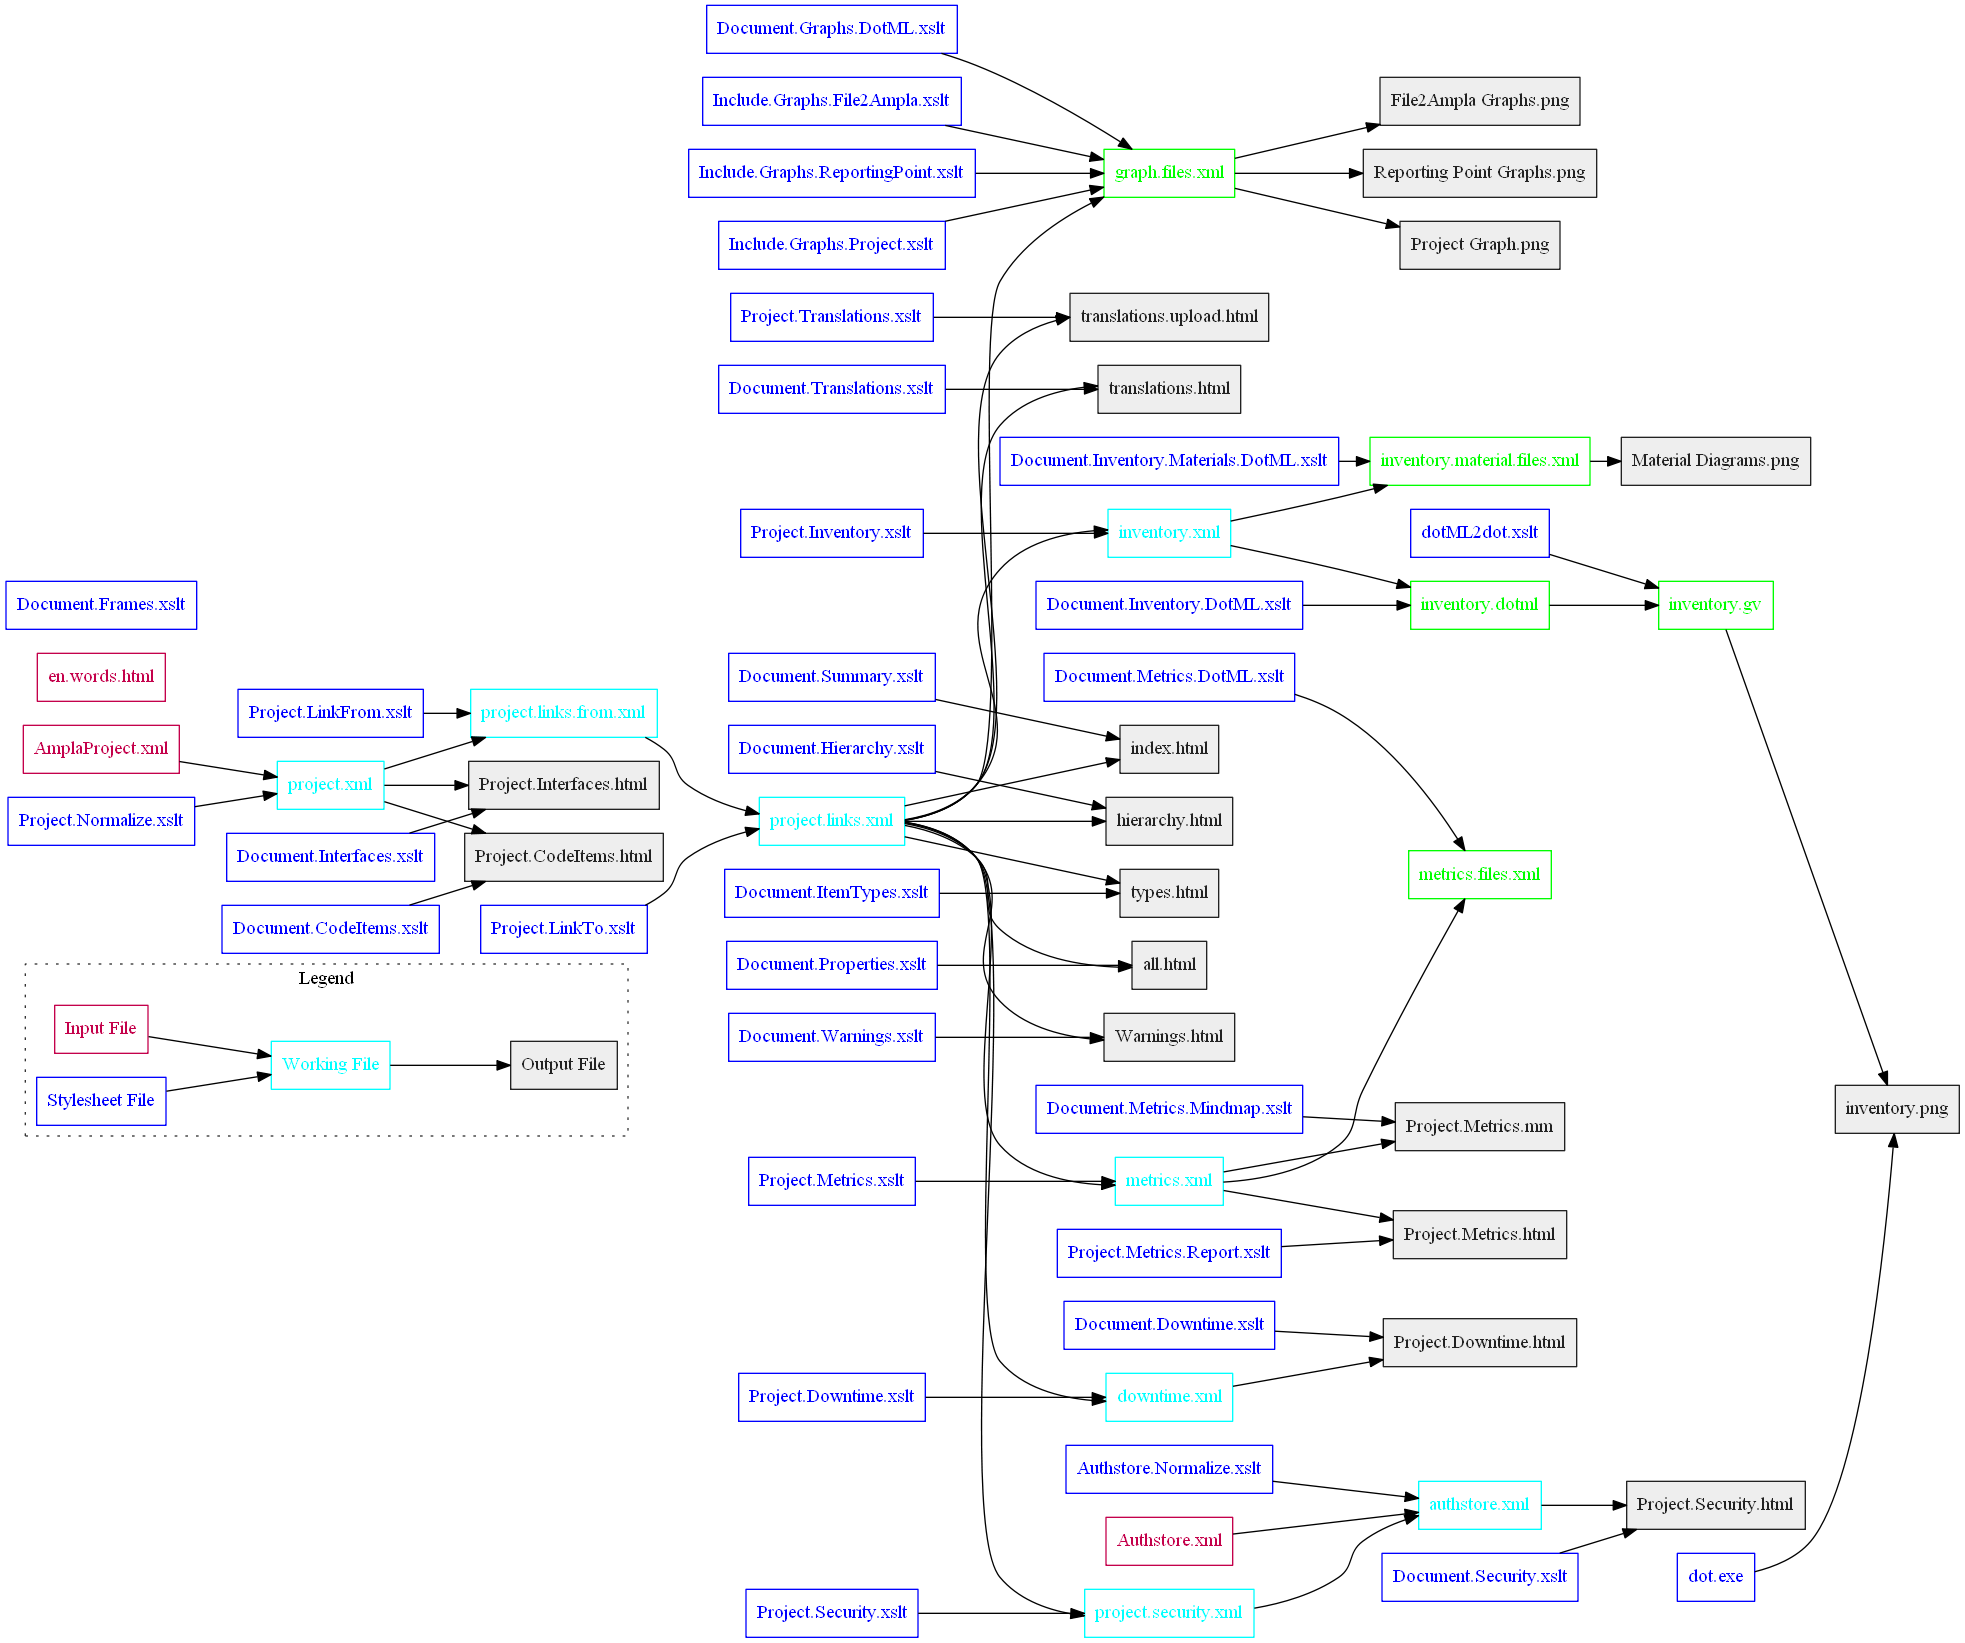 Document.Graphs.DotML.xslt
Include.Graphs.File2Ampla.xslt
File2Ampla Graphs.png
Include.Graphs.ReportingPoint.xslt
graph.files.xml
Reporting Point Graphs.png
Include.Graphs.Project.xslt
Project Graph.png
Project.Translations.xslt
translations.upload.html
Document.Translations.xslt
translations.html
Document.Inventory.Materials.DotML.xslt
inventory.material.files.xml
Material Diagrams.png
Project.Inventory.xslt
inventory.xml
dotML2dot.xslt
Document.Frames.xslt
Document.Inventory.DotML.xslt
inventory.dotml
inventory.gv
en.words.html
Document.Summary.xslt
Document.Metrics.DotML.xslt
Project.LinkFrom.xslt
project.links.from.xml
AmplaProject.xml
Document.Hierarchy.xslt
index.html
project.xml
Project.Interfaces.html
Project.Normalize.xslt
project.links.xml
hierarchy.html
Document.Interfaces.xslt
Project.CodeItems.html
metrics.files.xml
Document.ItemTypes.xslt
types.html
Document.CodeItems.xslt
Project.LinkTo.xslt
Document.Properties.xslt
all.html
Legend
Input File
Document.Warnings.xslt
Warnings.html
Working File
Output File
Stylesheet File
Document.Metrics.Mindmap.xslt
inventory.png
Project.Metrics.mm
Project.Metrics.xslt
metrics.xml
Project.Metrics.html
Project.Metrics.Report.xslt
Document.Downtime.xslt
Project.Downtime.html
Project.Downtime.xslt
downtime.xml
Authstore.Normalize.xslt
authstore.xml
Project.Security.html
Authstore.xml
Document.Security.xslt
dot.exe
Project.Security.xslt
project.security.xml